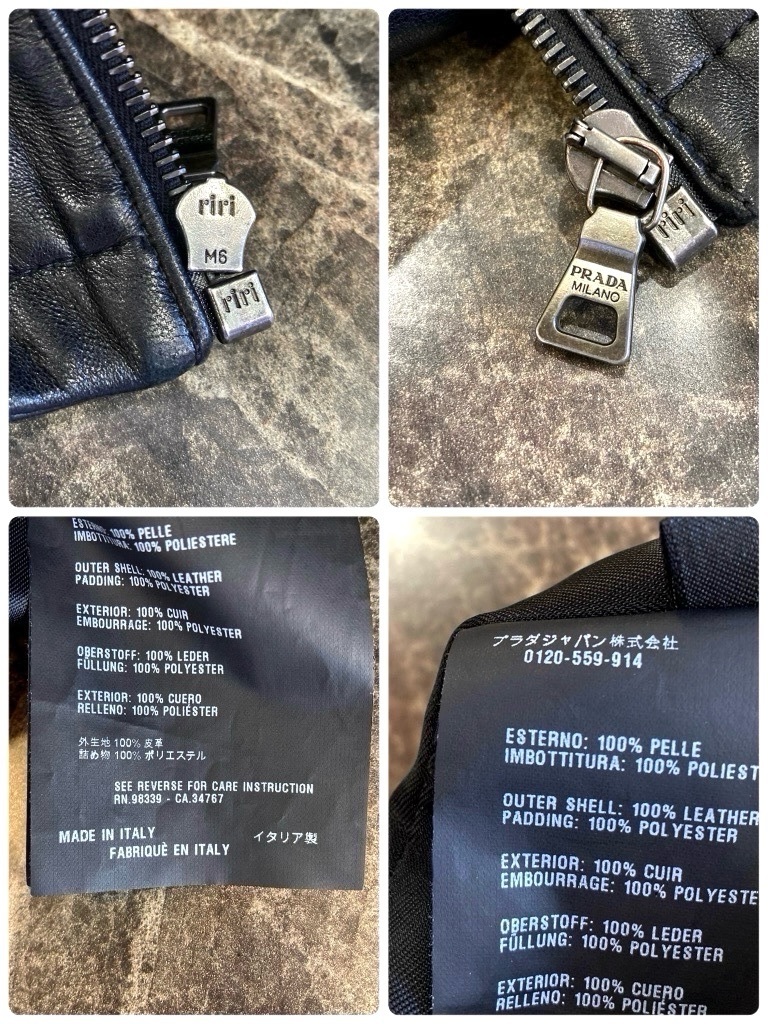 riri
M6
riri
riri
PRADA
MILANO
ESTERNO: 100% PELLE
IMBOTTITURA: 100% POLIESTERE
OUTER SHELL: 100% LEATHER
PADDING: 100% POLYESTER
EXTERIOR: 100% CUIR
EMBOURRAGE: 100% POLYESTER
OBERSTOFF: 100% LEDER
FÜLLUNG: 100% POLYESTER
EXTERIOR: 100% CUERO
RELLENO: 100% POLIÉSTER
外生地 100% 皮革
詰め物 100% ポリエステル
SEE REVERSE FOR CARE INSTRUCTION
RN.98339 - CA.34767
MADE IN ITALY イタリア製
FABRIQUÈ EN ITALY
プラダジャパン株式会社
0120-559-914
ESTERNO: 100% PELLE
IMBOTTITURA: 100% POLIEST
OUTER SHELL: 100% LEATHER
PADDING: 100% POLYESTER
EXTERIOR: 100% CUIR
EMBOURRAGE: 100% POLYESTE
OBERSTOFF: 100% LEDER
FÜLLUNG: 100% POLYESTER
EXTERIOR: 100% CUERO
RELLENO: 100% POLIÉSTER